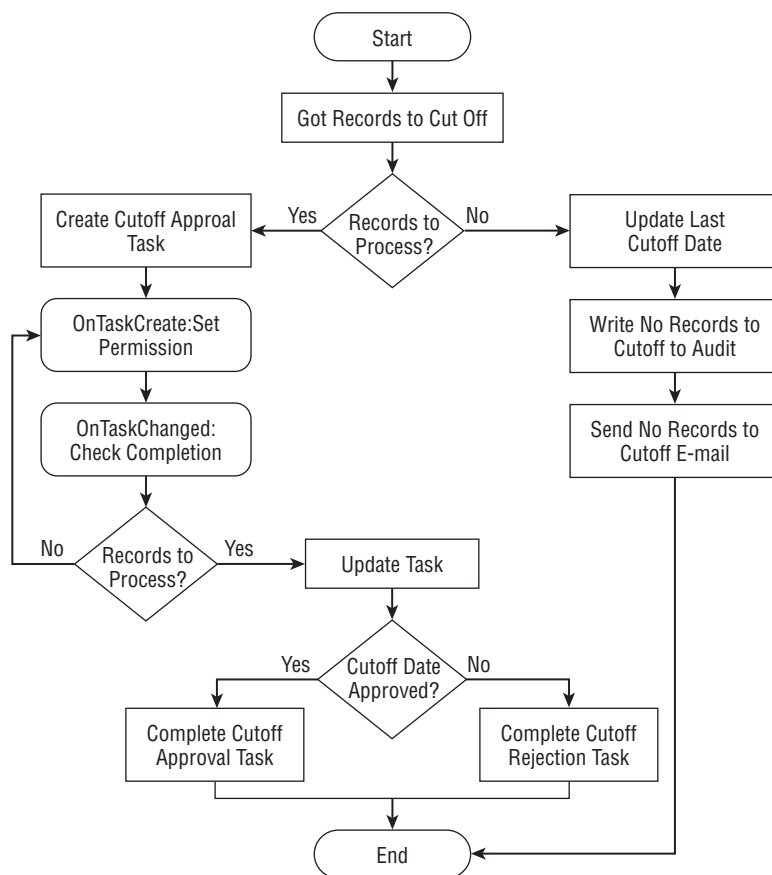 Start
Got Records to Cut Off
Records to
Process?
Yes
No
Create Cutoff Approal
Task
Update Last
Cutoff Date
OnTaskCreate:Set
Permission
Write No Records to
Cutoff to Audit
OnTaskChanged:
Check Completion
Send No Records to
Cutoff E-mail
Records to
Process?
No
Yes
Update Task
Cutoff Date
Approved?
Yes
No
Complete Cutoff
Approval Task
Complete Cutoff
Rejection Task
End